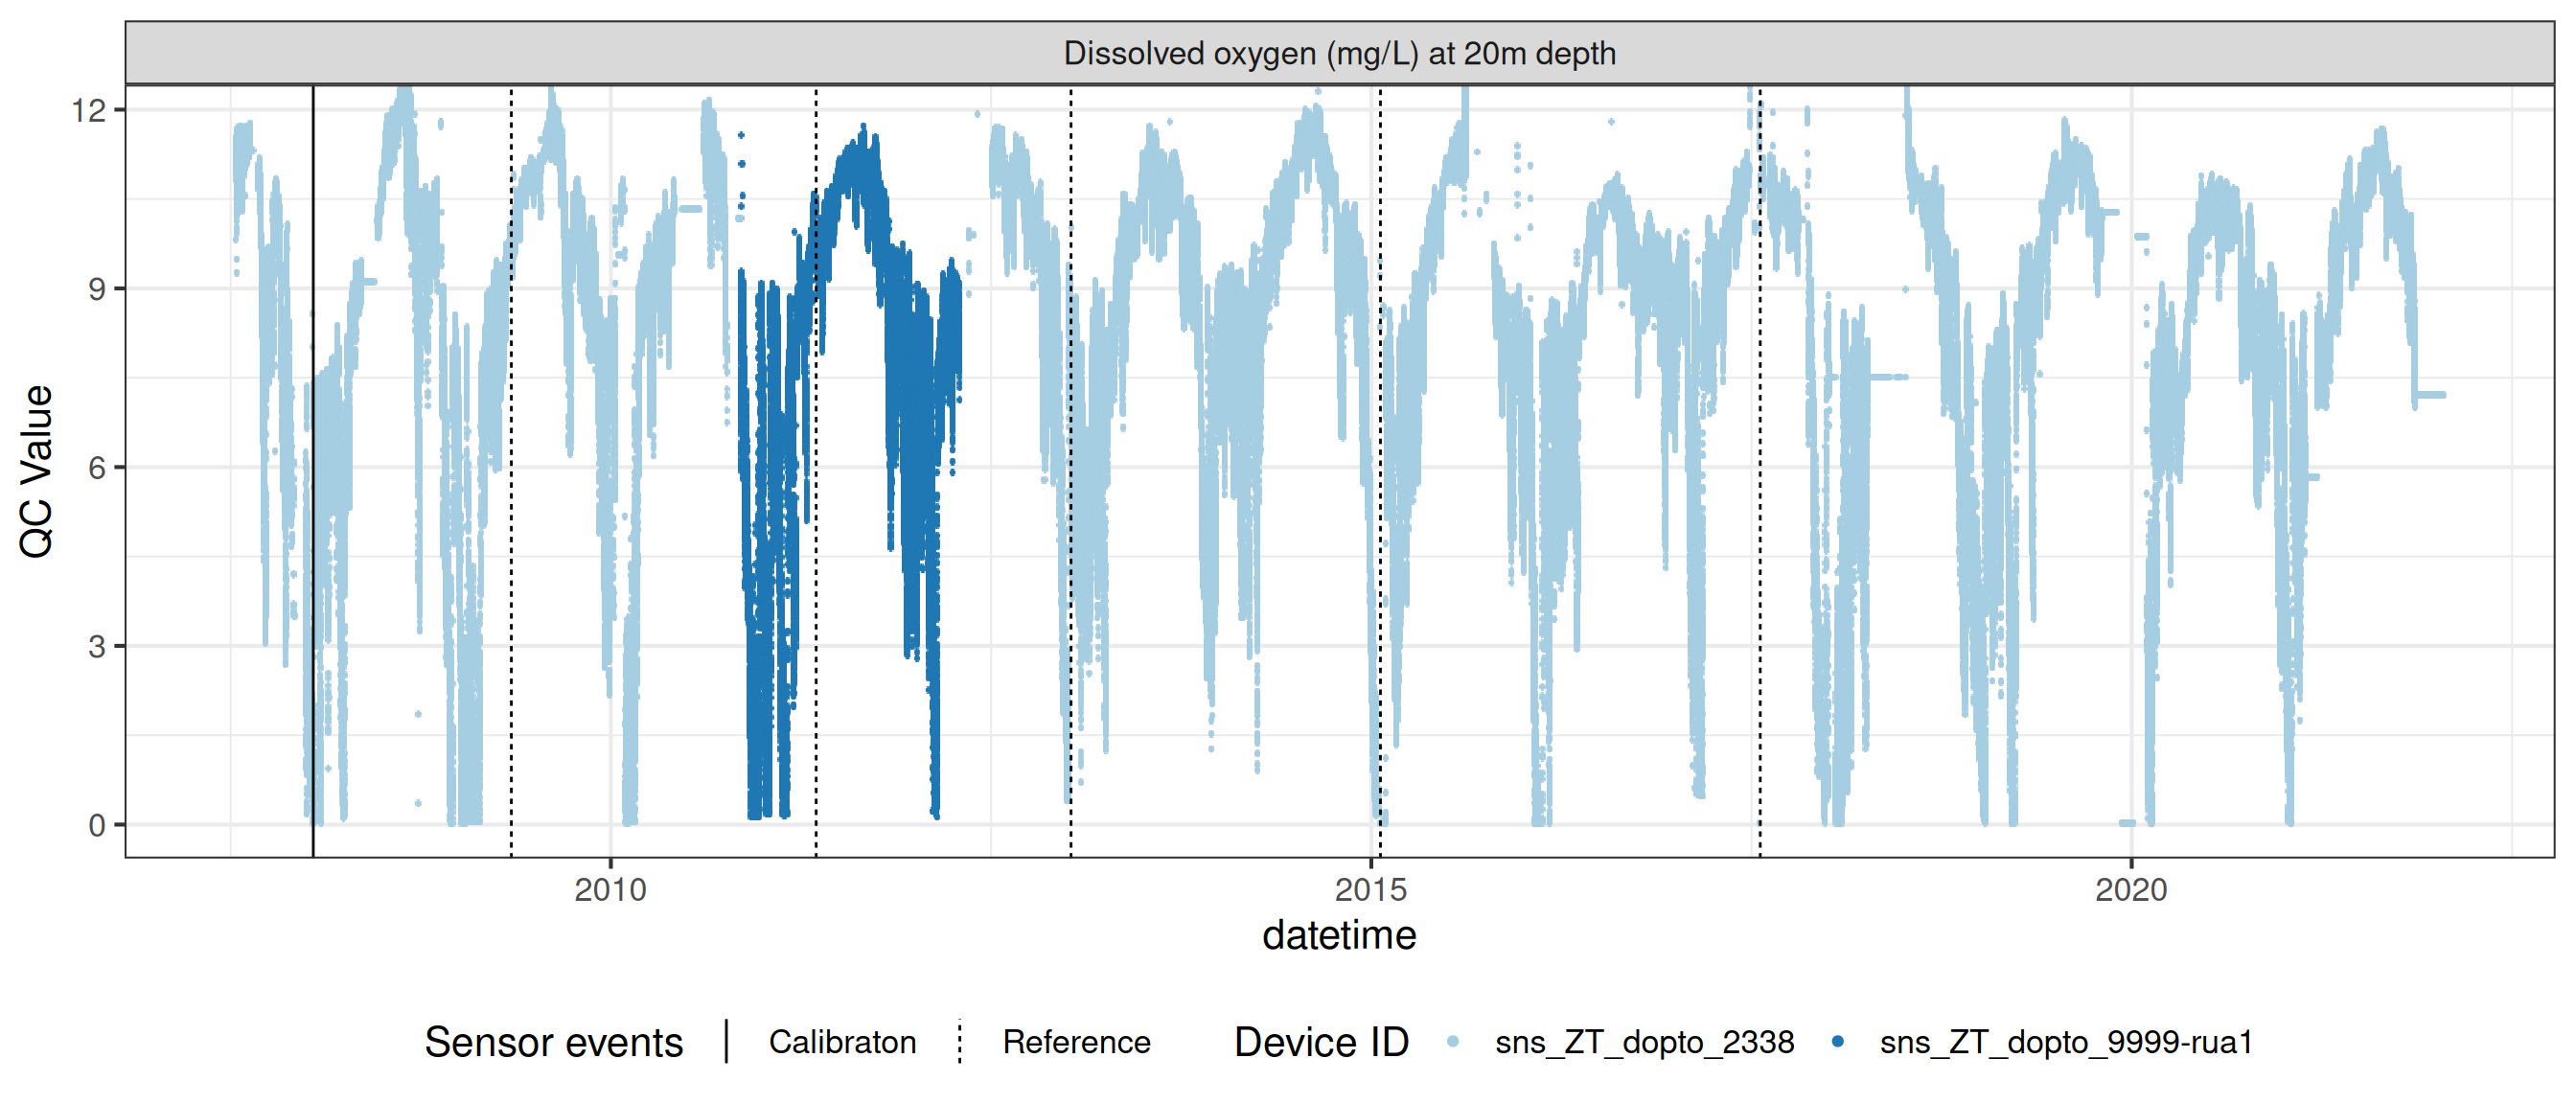 Dissolved oxygen (mg/L) at 20m depth
12
9
6
3
0
QC Value
2010 2015 2020
datetime
Sensor events Calibraton Reference Device ID sns_ZT_dopto_2338 sns_ZT_dopto_9999-rua1